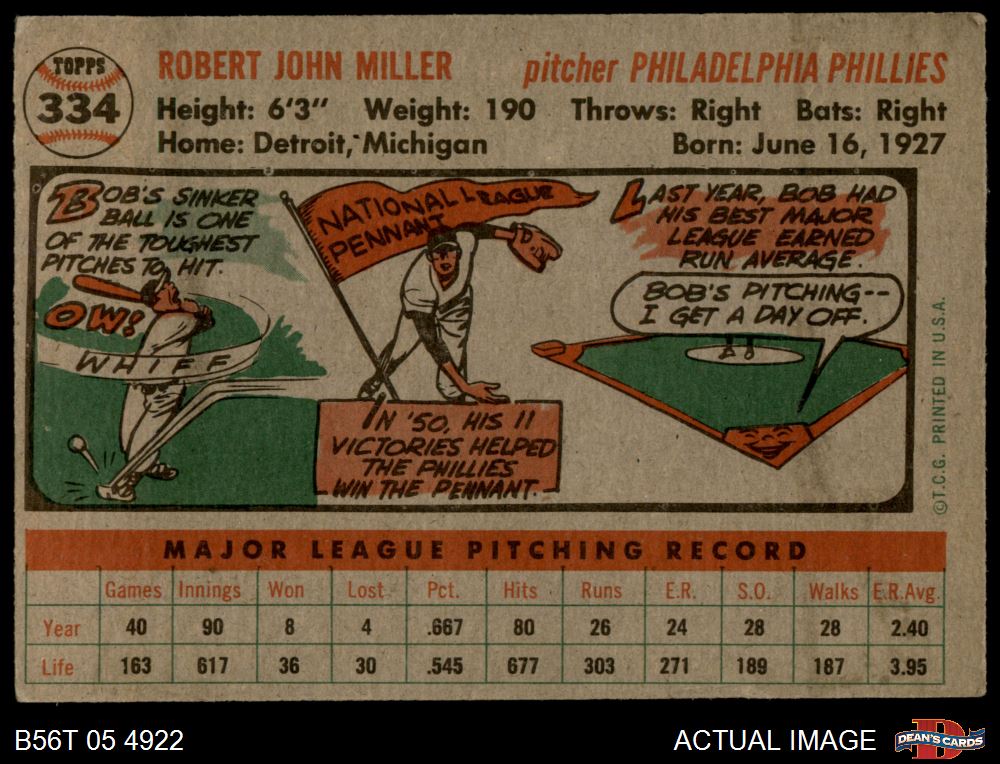 TOPPS
334
ROBERT JOHN MILLER pitcher PHILADELPHIA PHILLIES
Height: 6'3" Weight: 190 Throws: Right Bats: Right
Home: Detroit, Michigan Born: June 16, 1927
BOB'S SINKER
BALL IS ONE
OF THE TOUGHEST
PITCHES TO HIT.
OW!
WHIFF
NATIONAL LEAGUE
PENNANT
IN '50, HIS 11
VICTORIES HELPED
THE PHILLIES
WIN THE PENNANT.
LAST YEAR, BOB HAD
HIS BEST MAJOR
LEAGUE EARNED
RUN AVERAGE.
BOB'S PITCHING--
I GET A DAY OFF.
©T.C.G. PRINTED IN U.S.A.
MAJOR LEAGUE PITCHING RECORD
Games Innings Won Lost Pct. Hits Runs E.R. S.O. Walks E.R.Avg.
Year 40 90 8 4 .667 80 26 24 28 28 2.40
Life 163 617 36 30 .545 677 303 271 189 187 3.95
B56T 05 4922
ACTUAL IMAGE
DEAN'S CARDS